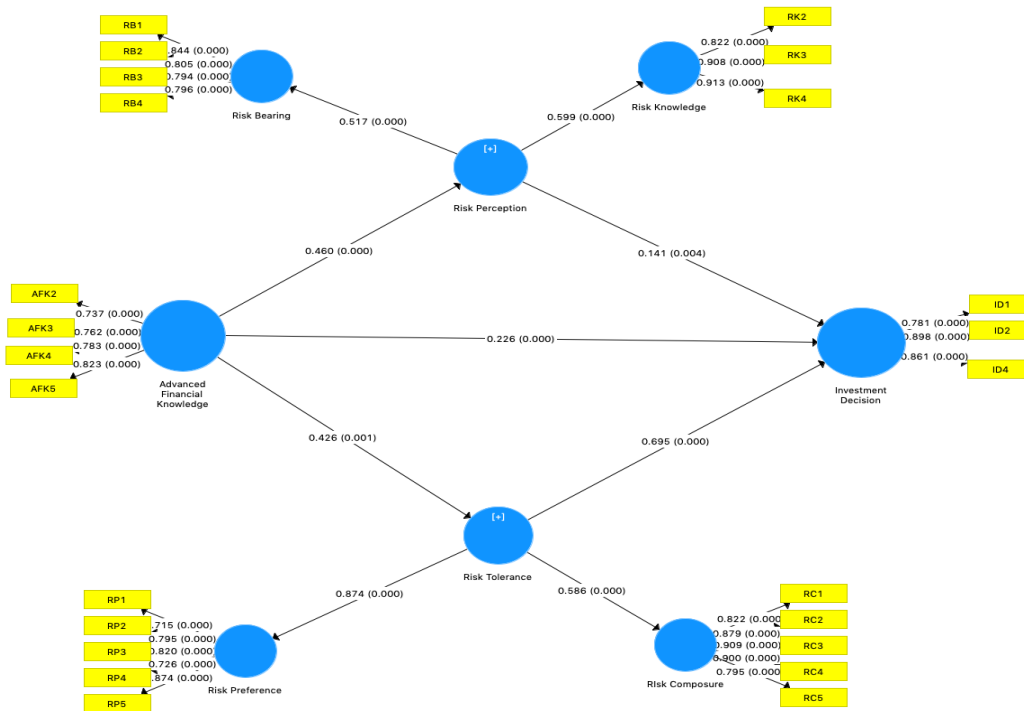 RB1
RB2
RB3
RB4
.844 (0.000)
0.805 (0.000)
0.794 (0.000)
0.796 (0.000)
Risk Bearing
RK2
RK3
RK4
0.822 (0.000)
0.908 (0.000)
0.913 (0.000)
Risk Knowledge
0.517 (0.000)
0.599 (0.000)
[+]
Risk Perception
0.460 (0.000)
0.141 (0.004)
AFK2
AFK3
AFK4
AFK5
0.737 (0.000)
0.762 (0.000)
0.783 (0.000)
0.823 (0.000)
Advanced
Financial
Knowledge
0.226 (0.000)
ID1
ID2
ID4
0.781 (0.000)
0.898 (0.000)
0.861 (0.000)
Investment
Decision
0.426 (0.001)
0.695 (0.000)
[+]
Risk Tolerance
0.874 (0.000)
0.586 (0.000)
RP1
RP2
RP3
RP4
RP5
.715 (0.000)
0.795 (0.000)
0.820 (0.000)
0.726 (0.000)
.874 (0.000)
Risk Preference
RC1
RC2
RC3
RC4
RC5
0.822 (0.000
0.879 (0.000)
0.909 (0.000)
0.900 (0.000)
0.795 (0.000
RIsk Composure